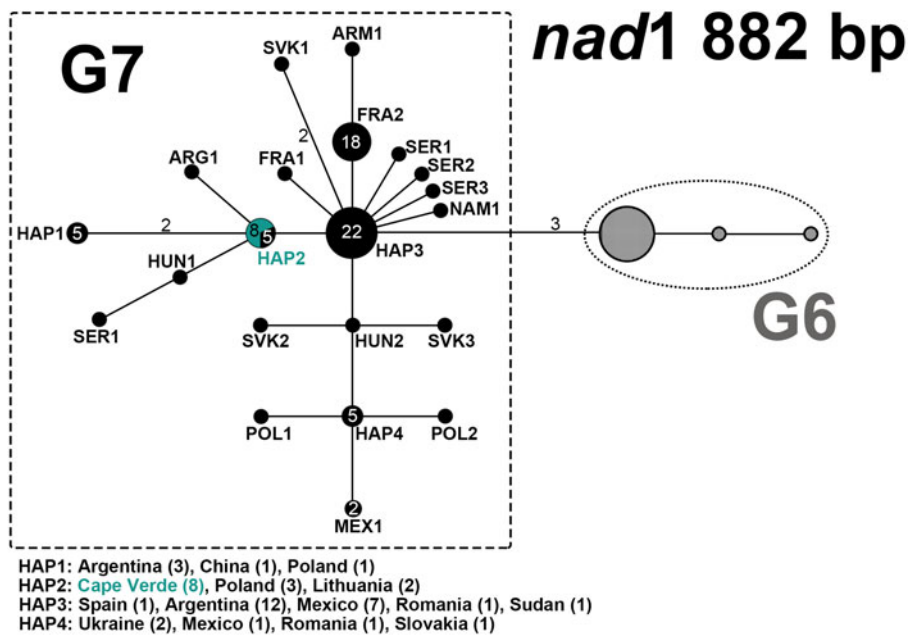 nad1 882 bp
G7
ARM1
SVK1
FRA2
2
18
SER1
ARG1
FRA1
SER2
SER3
NAM1
HAP1 5
2
8 5
22
3
HAP2
HAP3
HUN1
G6
SER1
SVK2
HUN2
SVK3
5
POL1
HAP4
POL2
2
MEX1
HAP1: Argentina (3), China (1), Poland (1)
HAP2: Cape Verde (8), Poland (3), Lithuania (2)
HAP3: Spain (1), Argentina (12), Mexico (7), Romania (1), Sudan (1)
HAP4: Ukraine (2), Mexico (1), Romania (1), Slovakia (1)